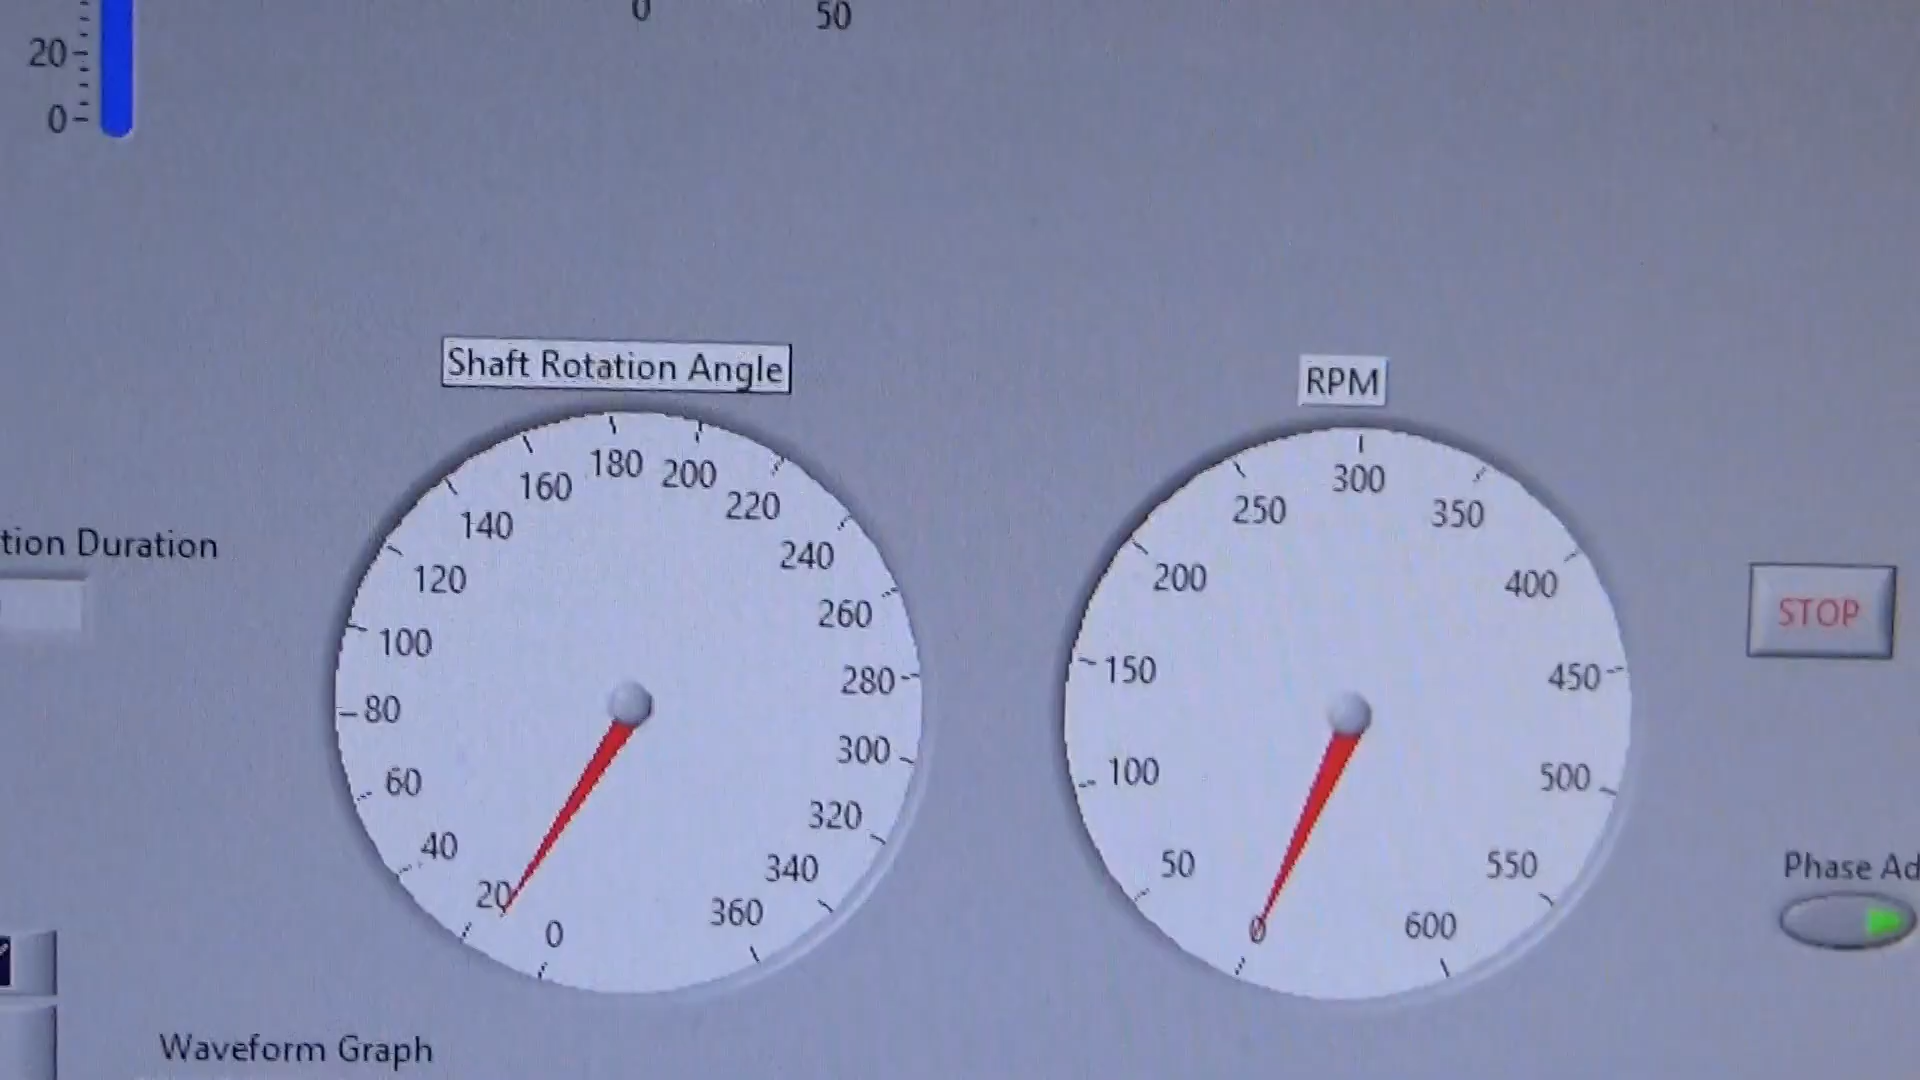 0 50
20
0
Shaft Rotation Angle
0 20 40 60 80 100 120 140 160 180 200 220 240 260 280 300 320 340 360
RPM
0 50 100 150 200 250 300 350 400 450 500 550 600
tion Duration
STOP
Phase Ad
Waveform Graph